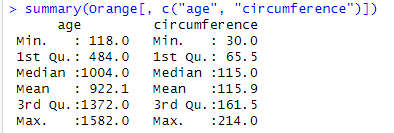 > summary(Orange[, c("age", "circumference")])
      age         circumference
 Min.   : 118.0   Min.   : 30.0
 1st Qu.: 484.0   1st Qu.: 65.5
 Median :1004.0   Median :115.0
 Mean   : 922.1   Mean   :115.9
 3rd Qu.:1372.0   3rd Qu.:161.5
 Max.   :1582.0   Max.   :214.0